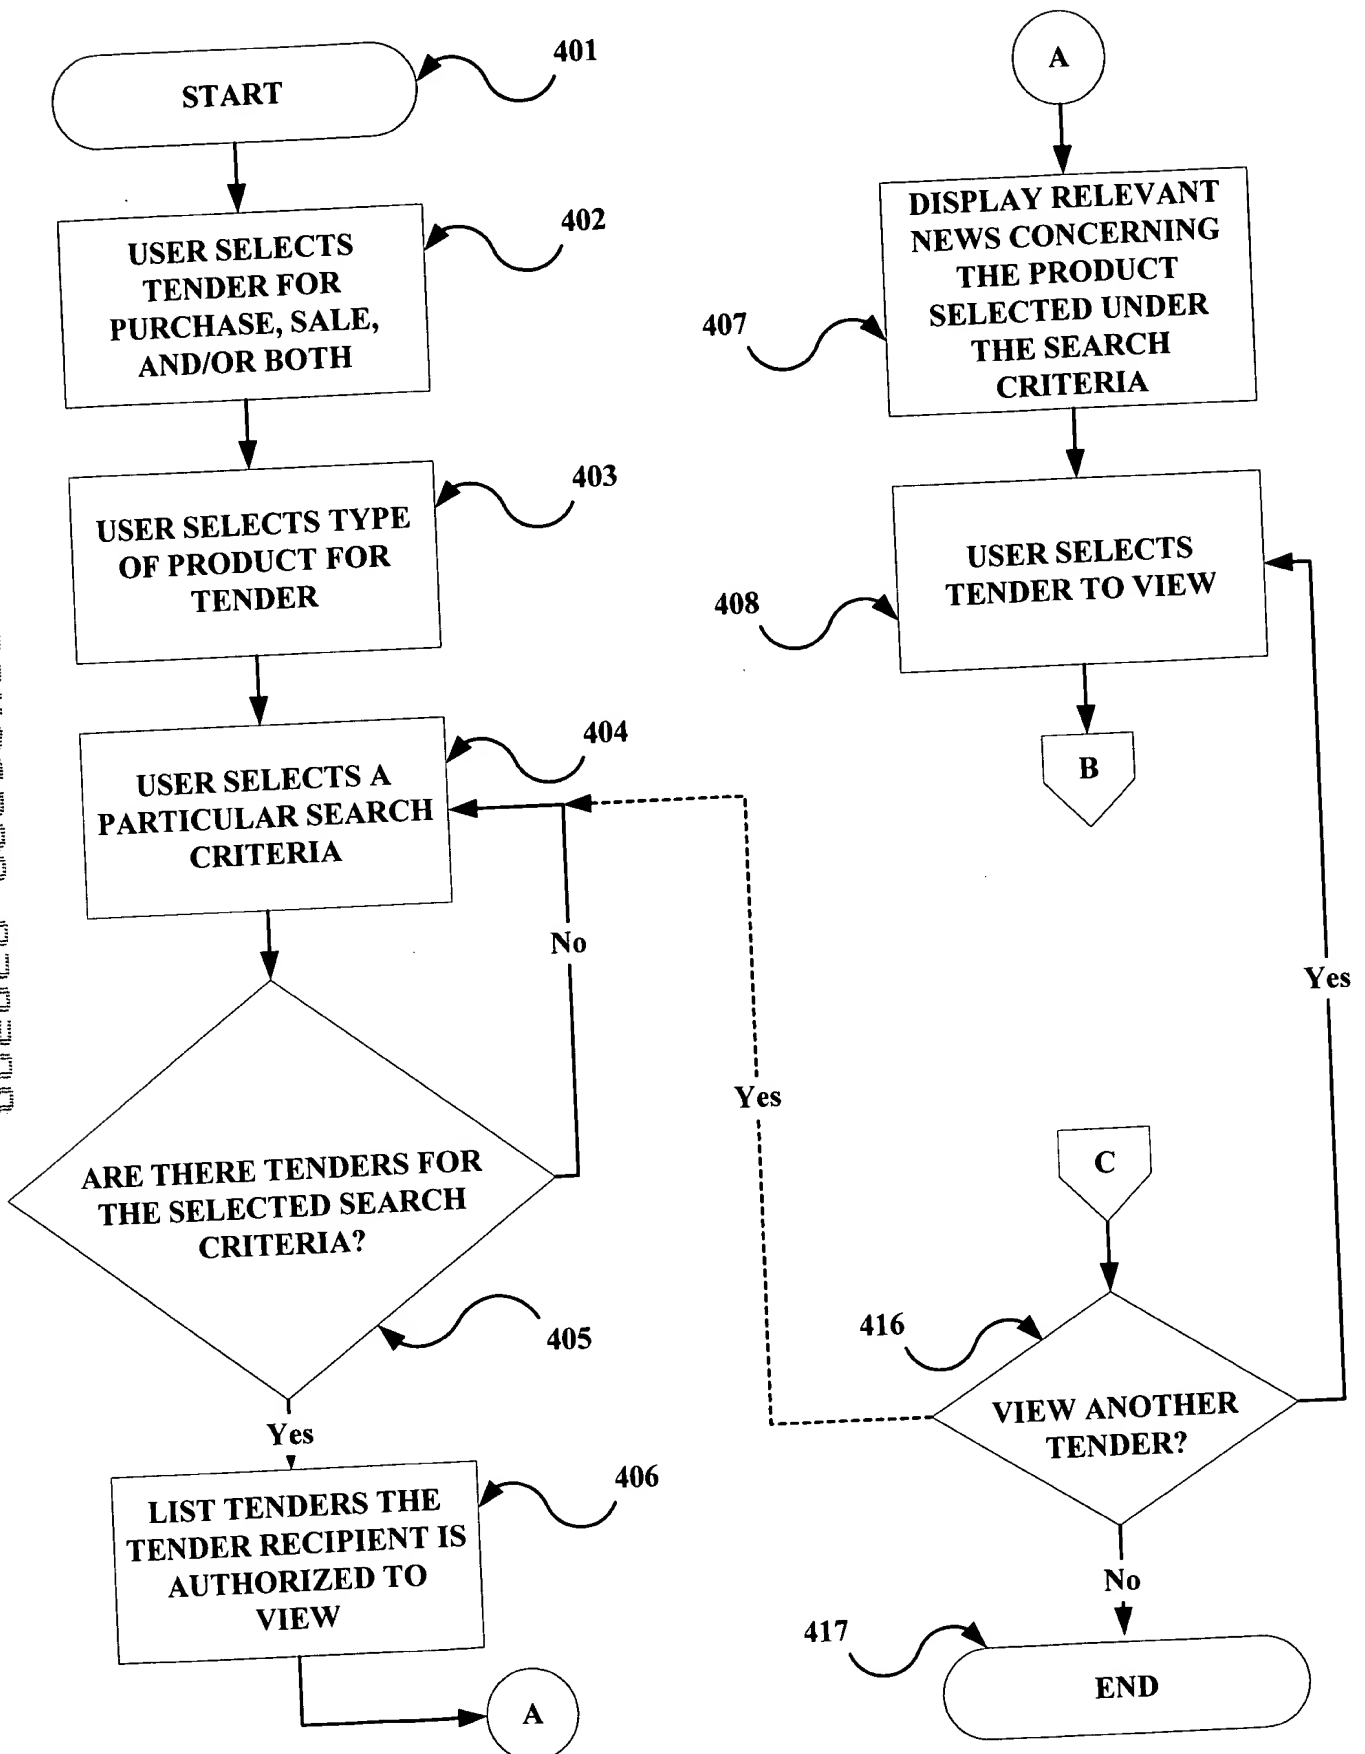 START
401
USER SELECTS
TENDER FOR
PURCHASE, SALE,
AND/OR BOTH
402
USER SELECTS TYPE
OF PRODUCT FOR
TENDER
403
USER SELECTS A
PARTICULAR SEARCH
CRITERIA
404
No
ARE THERE TENDERS FOR
THE SELECTED SEARCH
CRITERIA?
405
Yes
LIST TENDERS THE
TENDER RECIPIENT IS
AUTHORIZED TO
VIEW
406
A
A
DISPLAY RELEVANT
NEWS CONCERNING
THE PRODUCT
SELECTED UNDER
THE SEARCH
CRITERIA
407
USER SELECTS
TENDER TO VIEW
408
B
Yes
Yes
C
416
VIEW ANOTHER
TENDER?
No
417
END